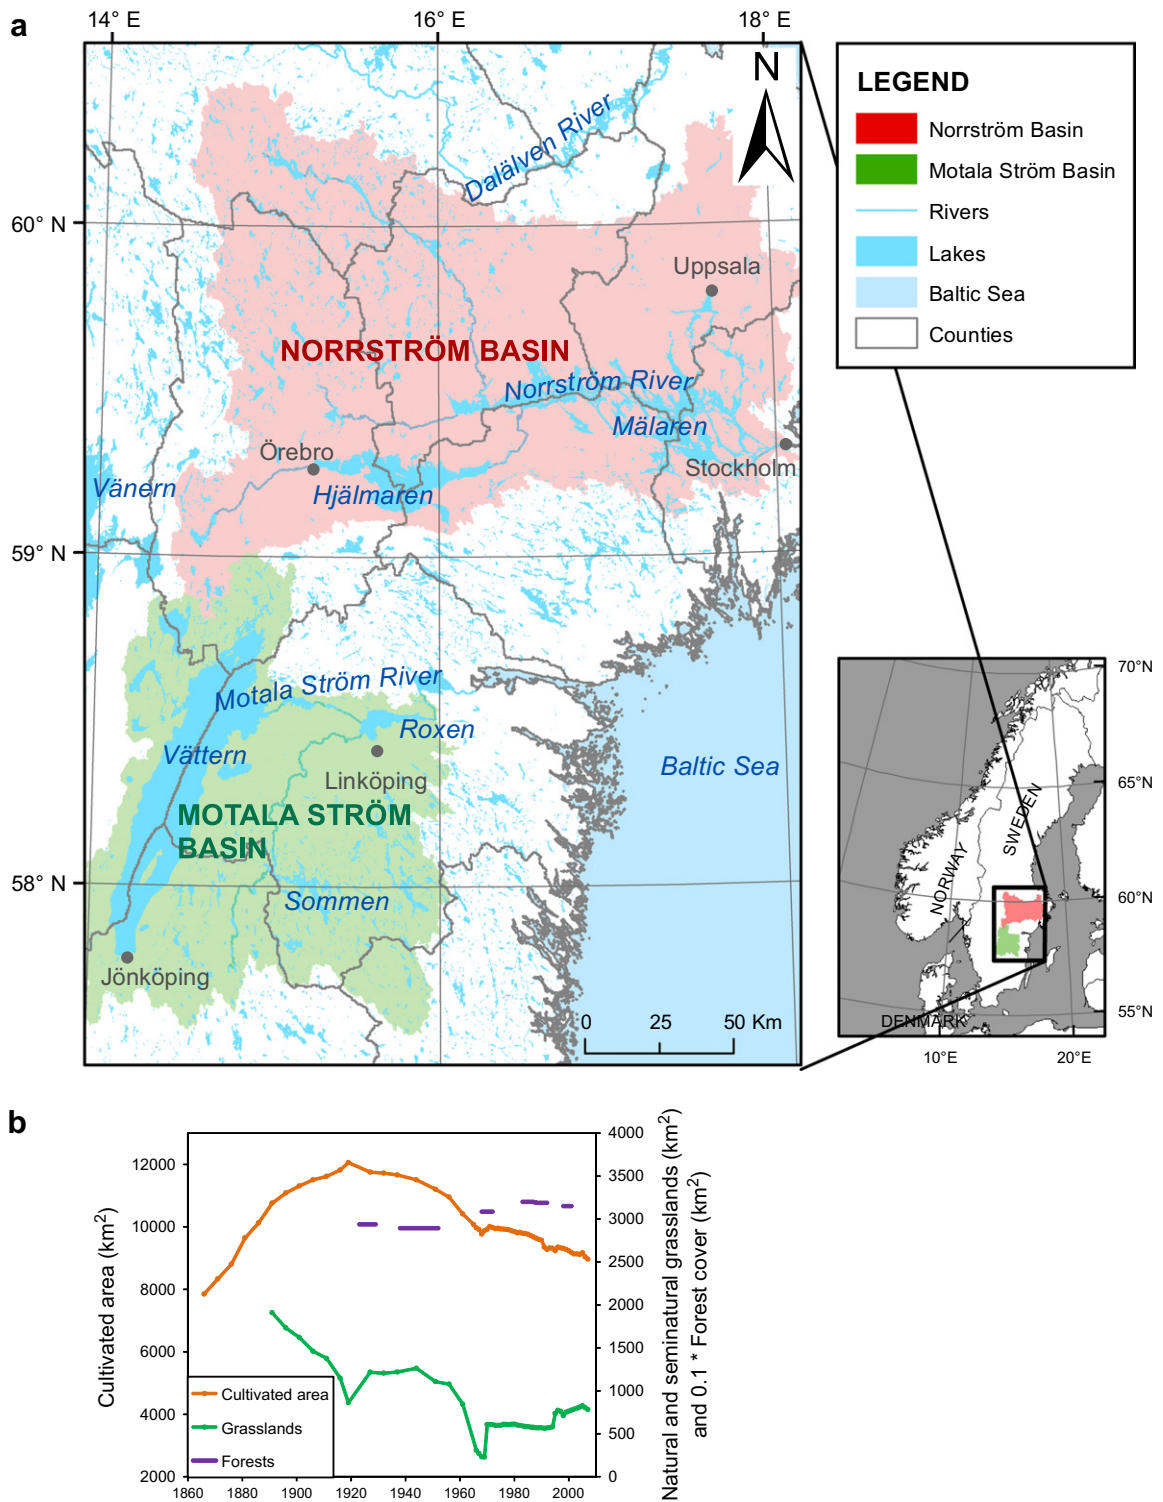 a
14° E
16° E
18° E
N
LEGEND
Norrström Basin
Motala Ström Basin
Rivers
Lakes
Baltic Sea
Counties
Dalälven River
60° N
Uppsala
NORRSTRÖM BASIN
Norrström River
Mälaren
Örebro
Stockholm
Vänern
Hjälmaren
59° N
Motala Ström River
Roxen
Vättern
Linköping
Baltic Sea
MOTALA STRÖM
BASIN
58° N
Sommen
Jönköping
0 25 50 Km
70°N
65°N
60°N
55°N
SWEDEN
NORWAY
DENMARK
10°E
20°E
b
Cultivated area (km²)
12000
10000
8000
6000
4000
2000
4000
3500
3000
2500
2000
1500
1000
500
0
Natural and seminatural grasslands (km²)
and 0.1 * Forest cover (km²)
Cultivated area
Grasslands
Forests
1860 1880 1900 1920 1940 1960 1980 2000